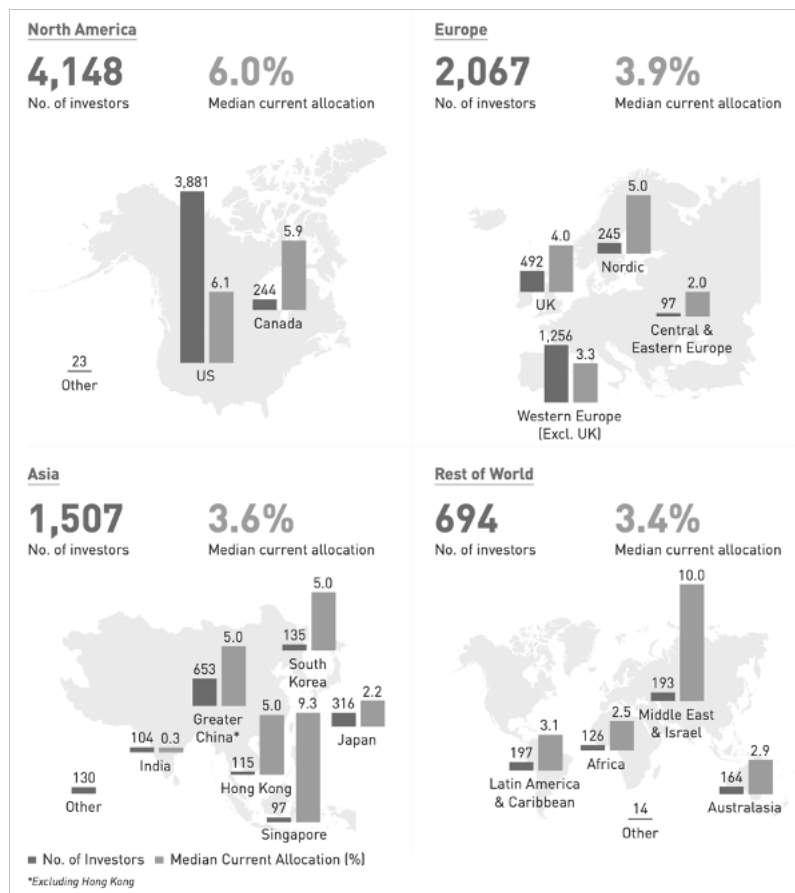 North America
4,148
No. of investors
6.0%
Median current allocation
3,881
6.1
US
244
5.9
Canada
23
Other
Europe
2,067
No. of investors
3.9%
Median current allocation
492
4.0
UK
245
5.0
Nordic
97
2.0
Central &
Eastern Europe
1,256
3.3
Western Europe
(Excl. UK)
Asia
1,507
No. of investors
3.6%
Median current allocation
135
5.0
South
Korea
653
5.0
Greater
China*
316
2.2
Japan
104
0.3
India
115
5.0
Hong Kong
97
9.3
Singapore
130
Other
■ No. of Investors ■ Median Current Allocation (%)
*Excluding Hong Kong
Rest of World
694
No. of investors
3.4%
Median current allocation
193
10.0
Middle East
& Israel
197
3.1
Latin America
& Caribbean
126
2.5
Africa
164
2.9
Australasia
14
Other